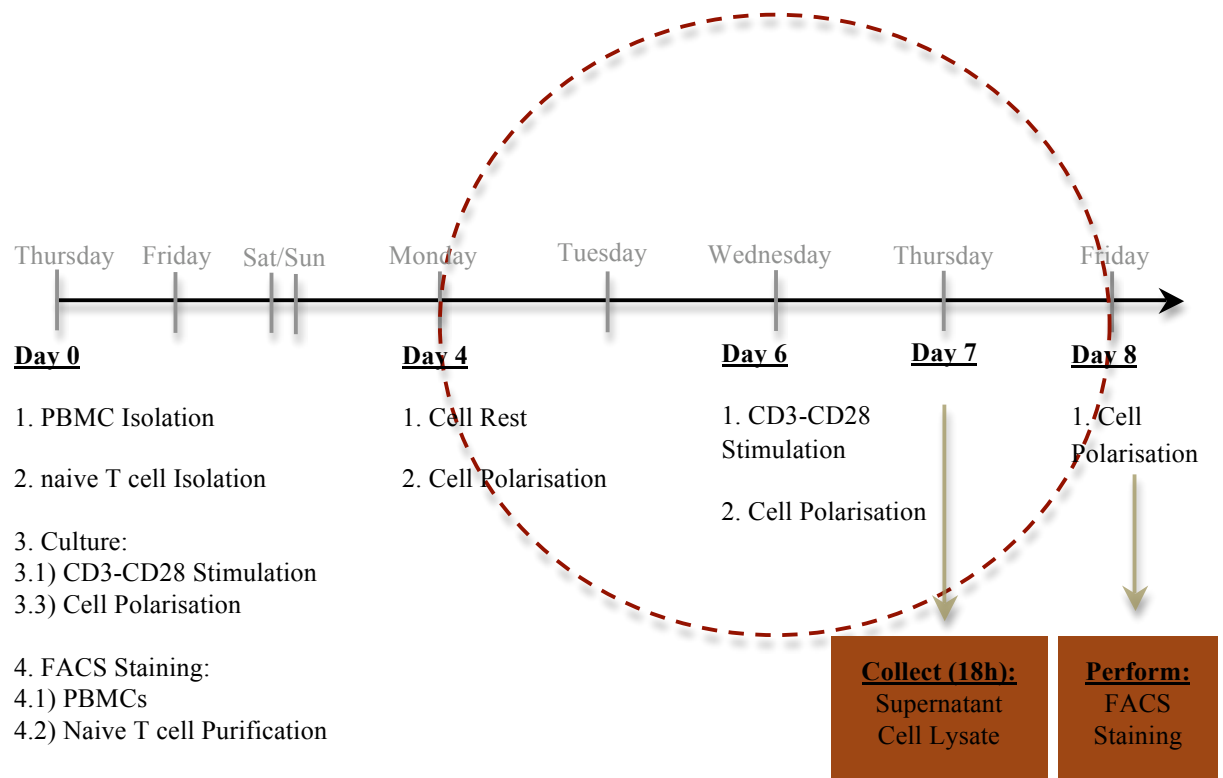 Thursday
Friday
Sat/Sun
Monday
Tuesday
Wednesday
Thursday
Friday
Day 0
1. PBMC Isolation
2. naive T cell Isolation
3. Culture:
3.1) CD3-CD28 Stimulation
3.3) Cell Polarisation
4. FACS Staining:
4.1) PBMCs
4.2) Naive T cell Purification
Day 4
1. Cell Rest
2. Cell Polarisation
Day 6
1. CD3-CD28
Stimulation
2. Cell Polarisation
Day 7
Collect (18h):
Supernatant
Cell Lysate
Day 8
1. Cell
Polarisation
Perform:
FACS
Staining